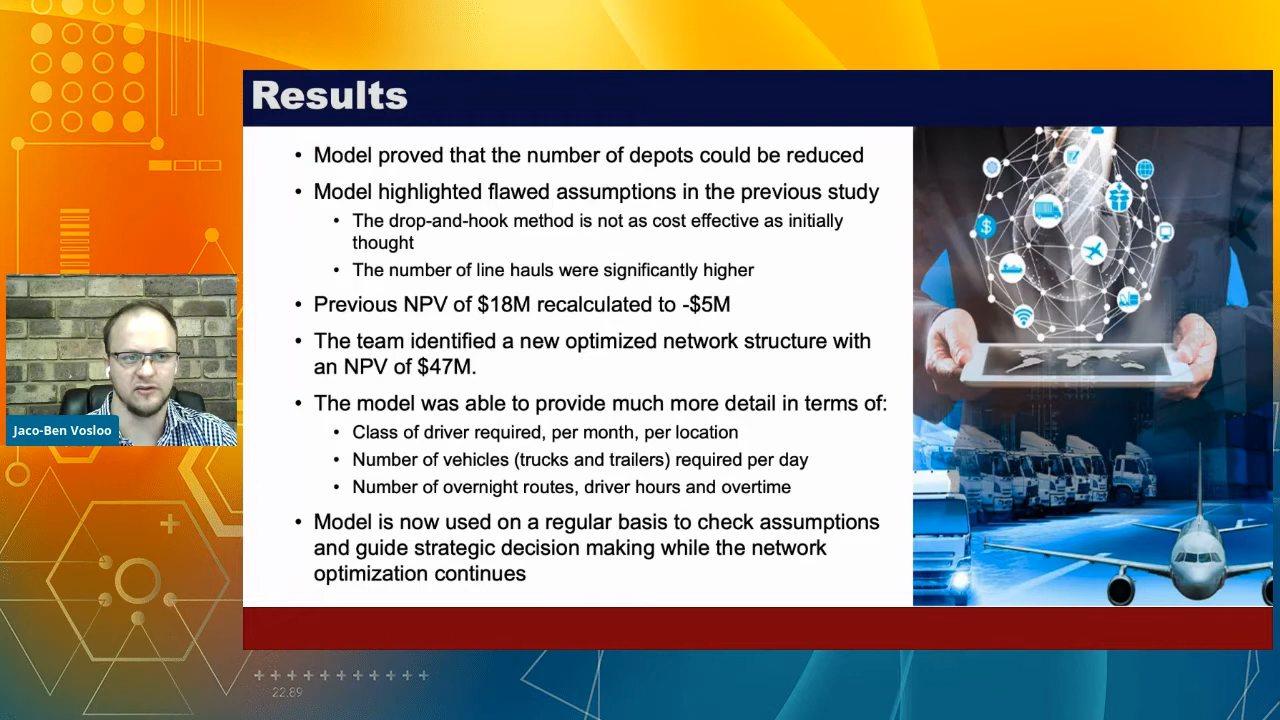 Results
• Model proved that the number of depots could be reduced
• Model highlighted flawed assumptions in the previous study
• The drop-and-hook method is not as cost effective as initially
thought
• The number of line hauls were significantly higher
• Previous NPV of $18M recalculated to -$5M
• The team identified a new optimized network structure with
an NPV of $47M.
• The model was able to provide much more detail in terms of:
• Class of driver required, per month, per location
• Number of vehicles (trucks and trailers) required per day
• Number of overnight routes, driver hours and overtime
• Model is now used on a regular basis to check assumptions
and guide strategic decision making while the network
optimization continues
Jaco-Ben Vosloo
22.89